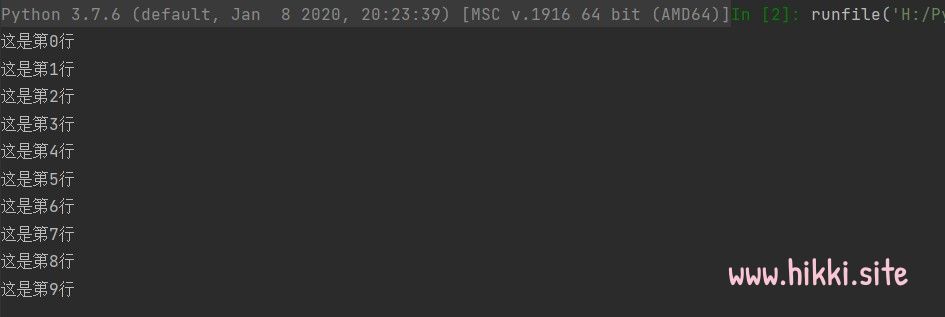 Python 3.7.6 (default, Jan  8 2020, 20:23:39) [MSC v.1916 64 bit (AMD64)]In [2]: runfile('H:/Py
这是第0行
这是第1行
这是第2行
这是第3行
这是第4行
这是第5行
这是第6行
这是第7行
这是第8行
www.hikki.site
这是第9行